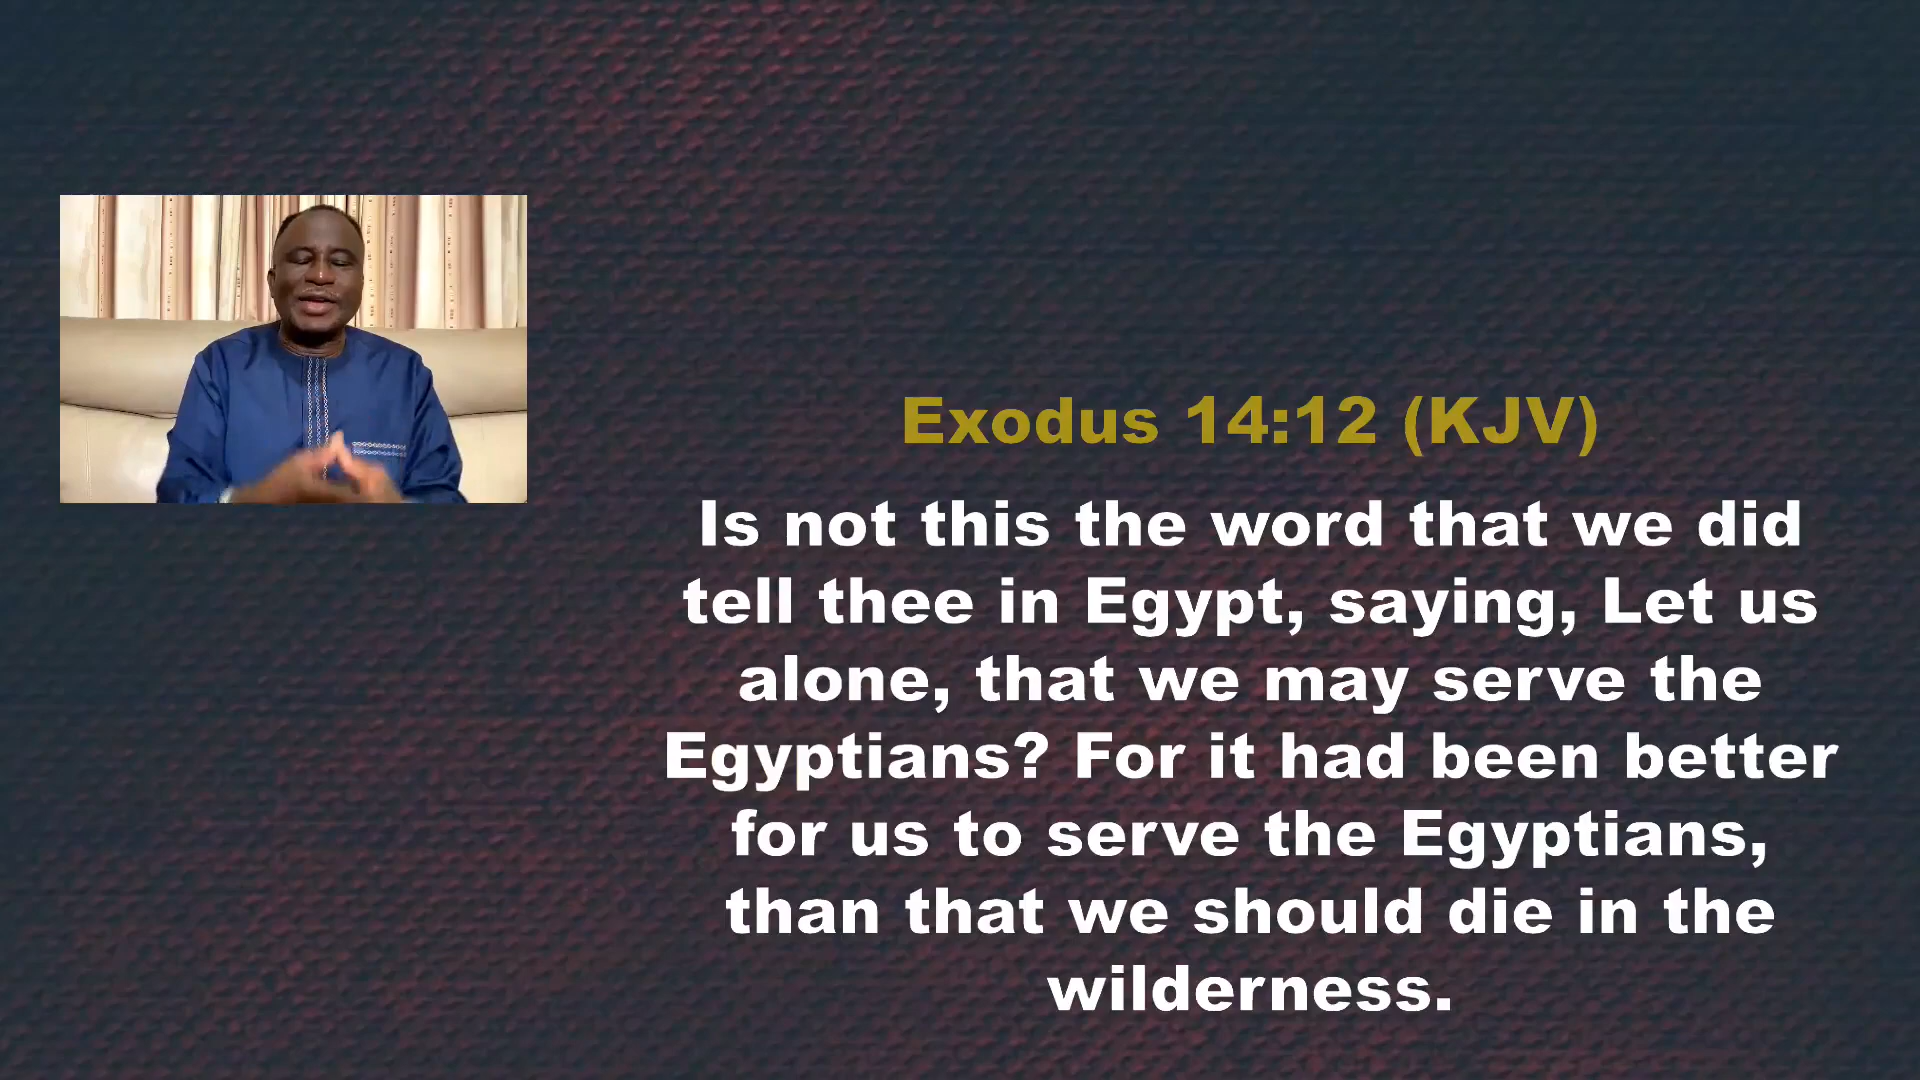 Exodus 14:12 (KJV)
Is not this the word that we did
tell thee in Egypt, saying, Let us
alone, that we may serve the
Egyptians? For it had been better
for us to serve the Egyptians,
than that we should die in the
wilderness.